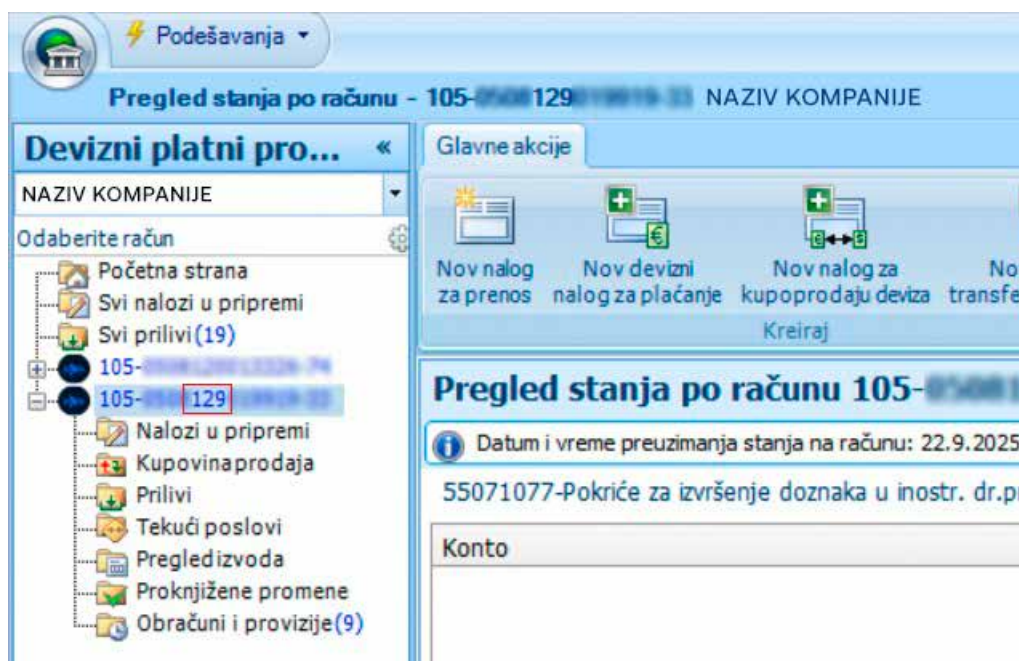 Podešavanja
Pregled stanja po računu - 105- 129 NAZIV KOMPANIJE
Devizni platni pro... «
NAZIV KOMPANIJE
Odaberite račun
Početna strana
Svi nalozi u pripremi
Svi prilivi (19)
105-
105- 129
Nalozi u pripremi
Kupovinaprodaja
Prilivi
Tekući poslovi
Pregled izvoda
Proknjižene promene
Obračuni i provizije (9)
Glavne akcije
Nov nalog
za prenos
Nov devizni
nalog za plaćanje
Nov nalog za
kupoprodaju deviza
No
transfe
Kreiraj
Pregled stanja po računu 105-
Datum i vreme preuzimanja stanja na računu: 22.9.2025
55071077-Pokriće za izvršenje doznaka u inostr. dr.p
Konto